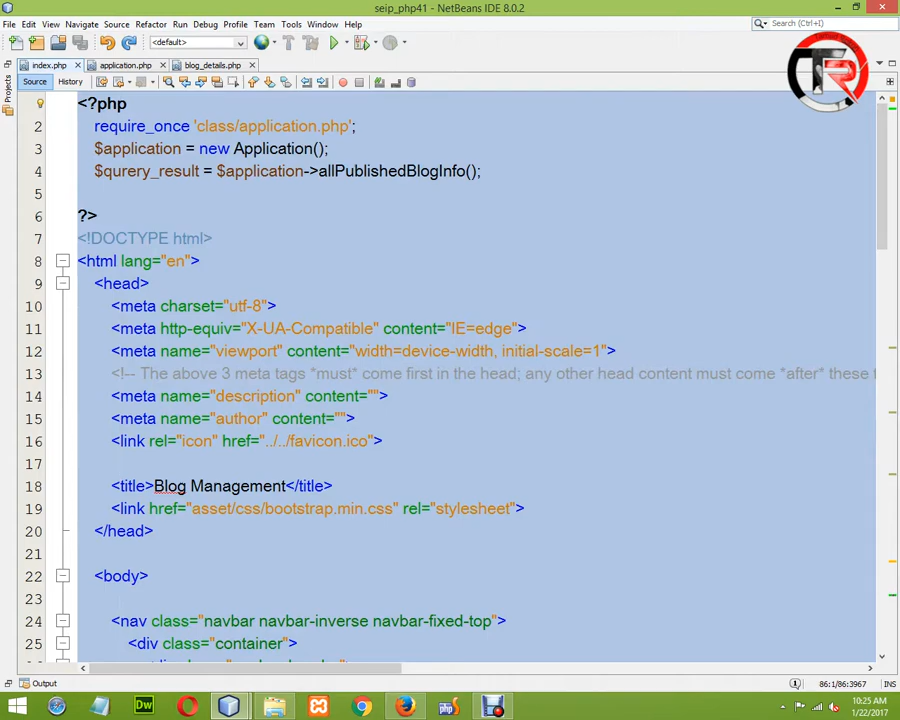 seip_php41 - NetBeans IDE 8.0.2
File Edit View Navigate Source Refactor Run Debug Profile Team Tools Window Help
Search (Ctrl+I)
<default>
index.php application.php blog_details.php
Source History
Projects
<?php
2 require_once 'class/application.php';
3 $application = new Application();
4 $qurery_result = $application->allPublishedBlogInfo();
5
6 ?>
7 <!DOCTYPE html>
8 <html lang="en">
9 <head>
10 <meta charset="utf-8">
11 <meta http-equiv="X-UA-Compatible" content="IE=edge">
12 <meta name="viewport" content="width=device-width, initial-scale=1">
13 <!-- The above 3 meta tags *must* come first in the head; any other head content must come *after* these
14 <meta name="description" content="">
15 <meta name="author" content="">
16 <link rel="icon" href="../../favicon.ico">
17
18 <title>Blog Management</title>
19 <link href="asset/css/bootstrap.min.css" rel="stylesheet">
20 </head>
21
22 <body>
23
24 <nav class="navbar navbar-inverse navbar-fixed-top">
25 <div class="container">
Output
86:1/86:3967 INS
Dw
10:25 AM
1/22/2017